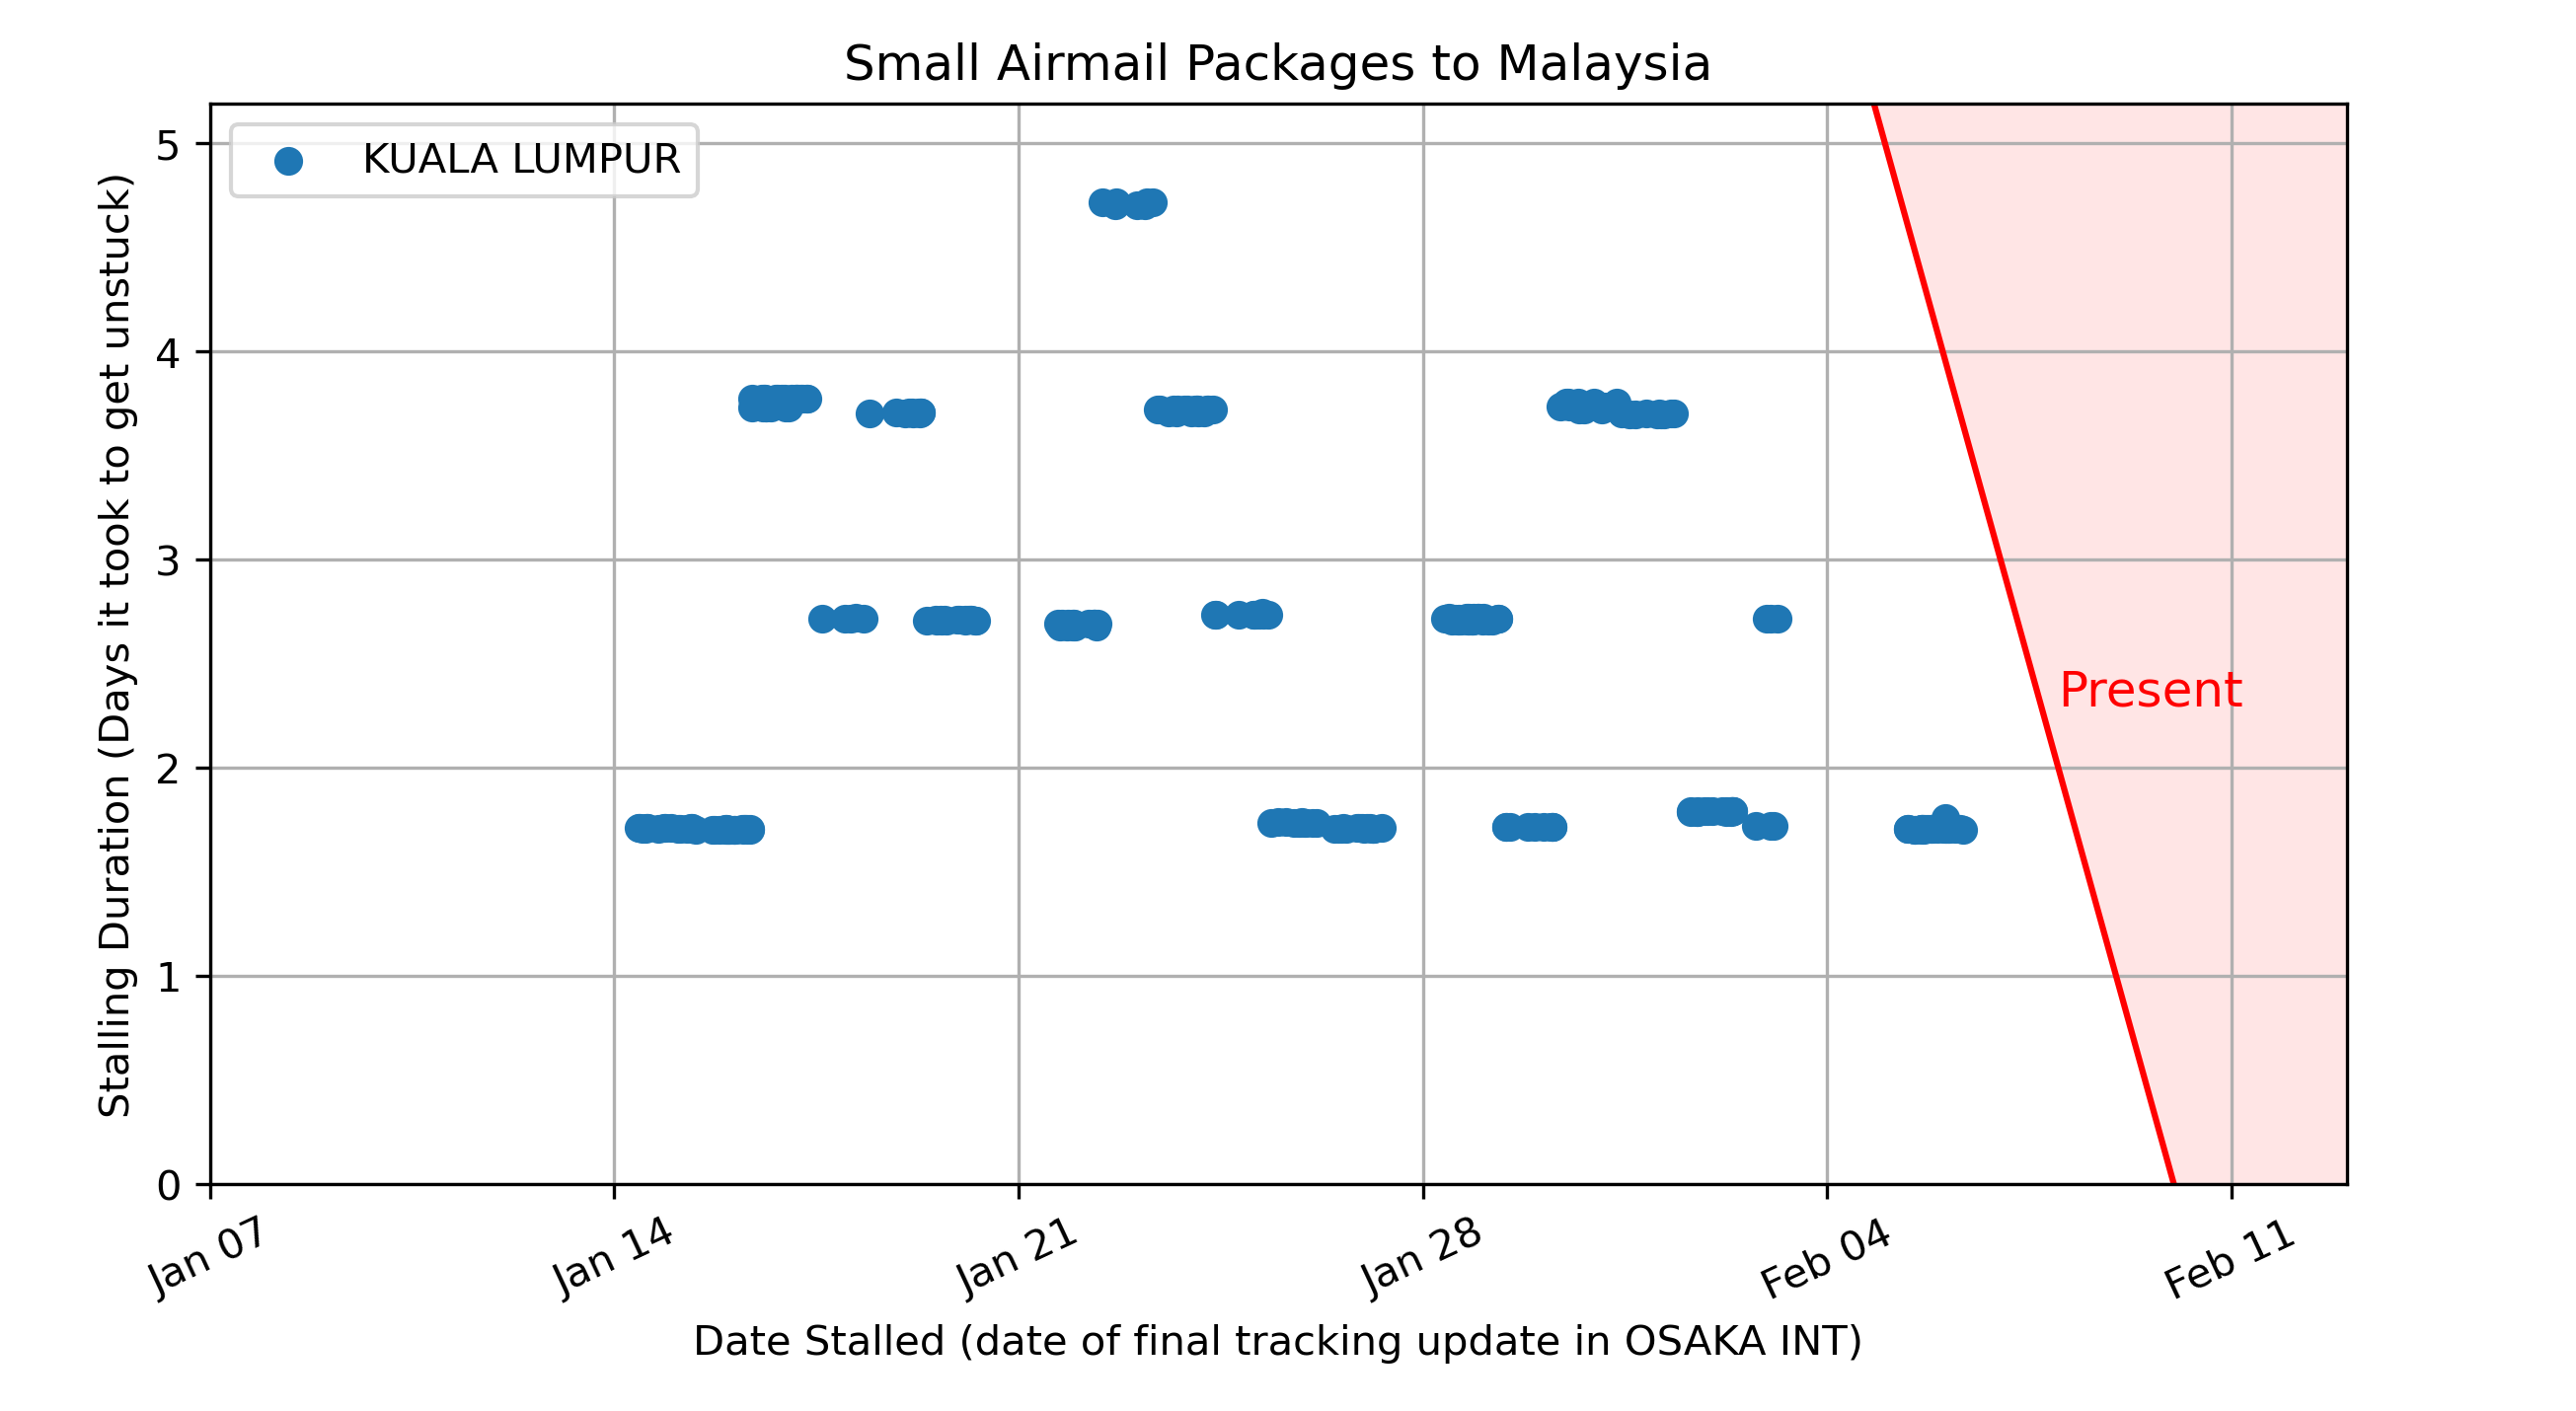 Small Airmail Packages to Malaysia
KUALA LUMPUR
Stalling Duration (Days it took to get unstuck)
5
4
3
2
1
0
Present
Jan 07
Jan 14
Jan 21
Jan 28
Feb 04
Feb 11
Date Stalled (date of final tracking update in OSAKA INT)